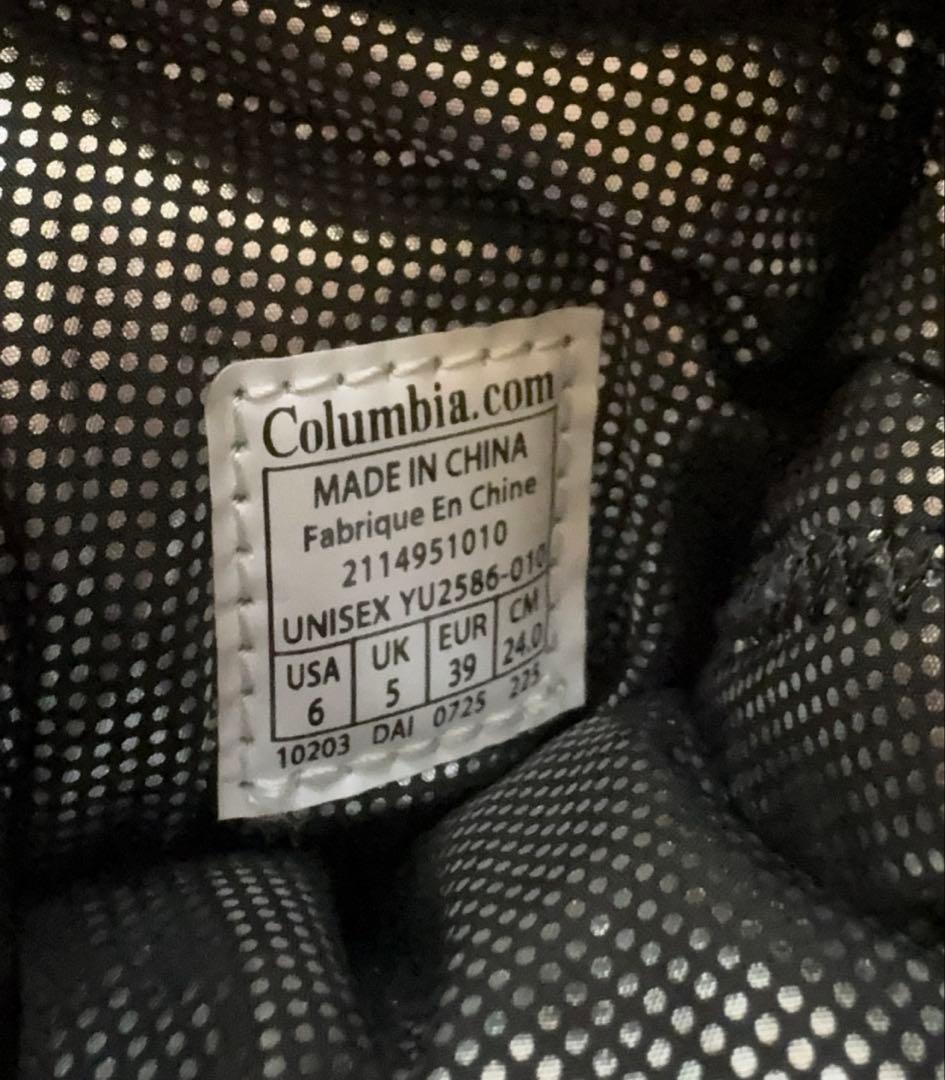 Columbia.com
MADE IN CHINA
Fabrique En Chine
2114951010
UNISEX YU2586-010
USA UK EUR CM
6 5 39 24.0
10203 DAI 0725 225